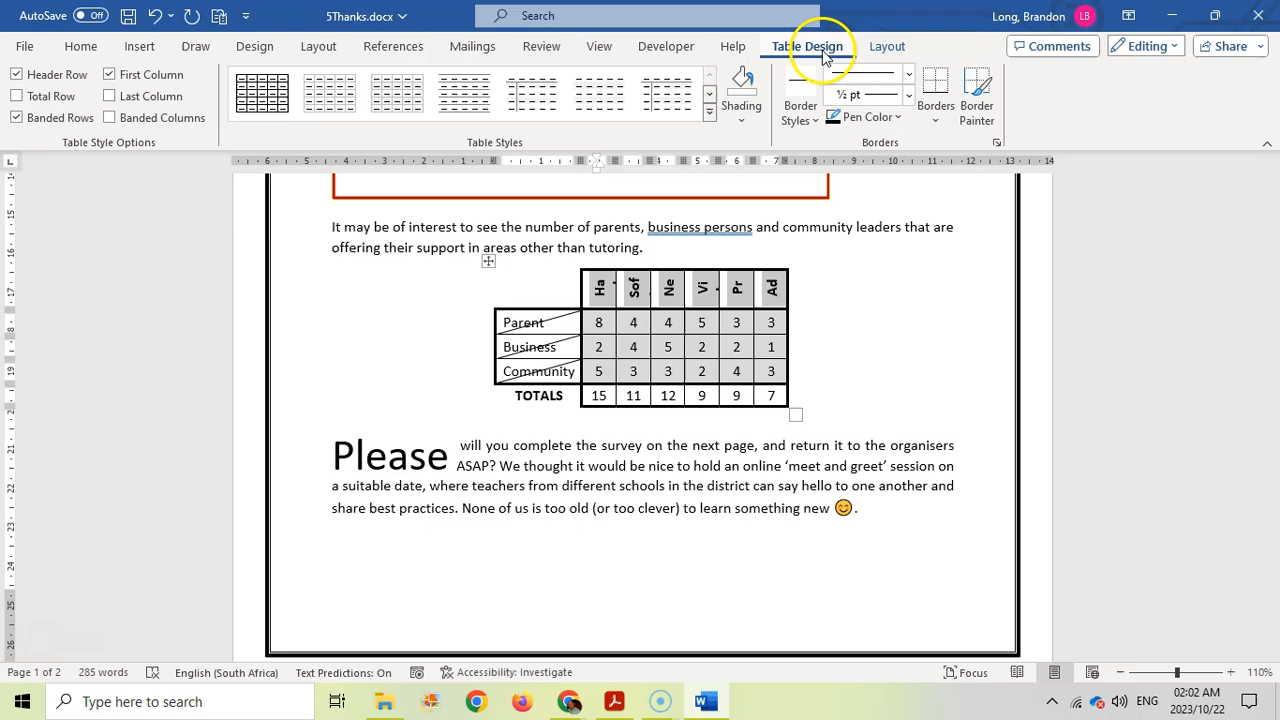 AutoSave Off 5Thanks.docx Search Long, Brandon LB
File Home Insert Draw Design Layout References Mailings Review View Developer Help Table Design Layout Comments Editing Share
Header Row First Column
Total Row Last Column
Banded Rows Banded Columns
Table Style Options
Table Styles
Shading
Border Styles
½ pt
Pen Color
Borders
Border Painter
Borders
It may be of interest to see the number of parents, business persons and community leaders that are
offering their support in areas other than tutoring.
Ha Sof Ne Vi Pr Ad
Parent 8 4 4 5 3 3
Business 2 4 5 2 2 1
Community 5 3 3 2 4 3
TOTALS 15 11 12 9 9 7
Please will you complete the survey on the next page, and return it to the organisers
ASAP? We thought it would be nice to hold an online ‘meet and greet’ session on
a suitable date, where teachers from different schools in the district can say hello to one another and
share best practices. None of us is too old (or too clever) to learn something new 😊.
Page 1 of 2 285 words English (South Africa) Text Predictions: On Accessibility: Investigate Focus 110%
Type here to search
ENG
02:02 AM
2023/10/22